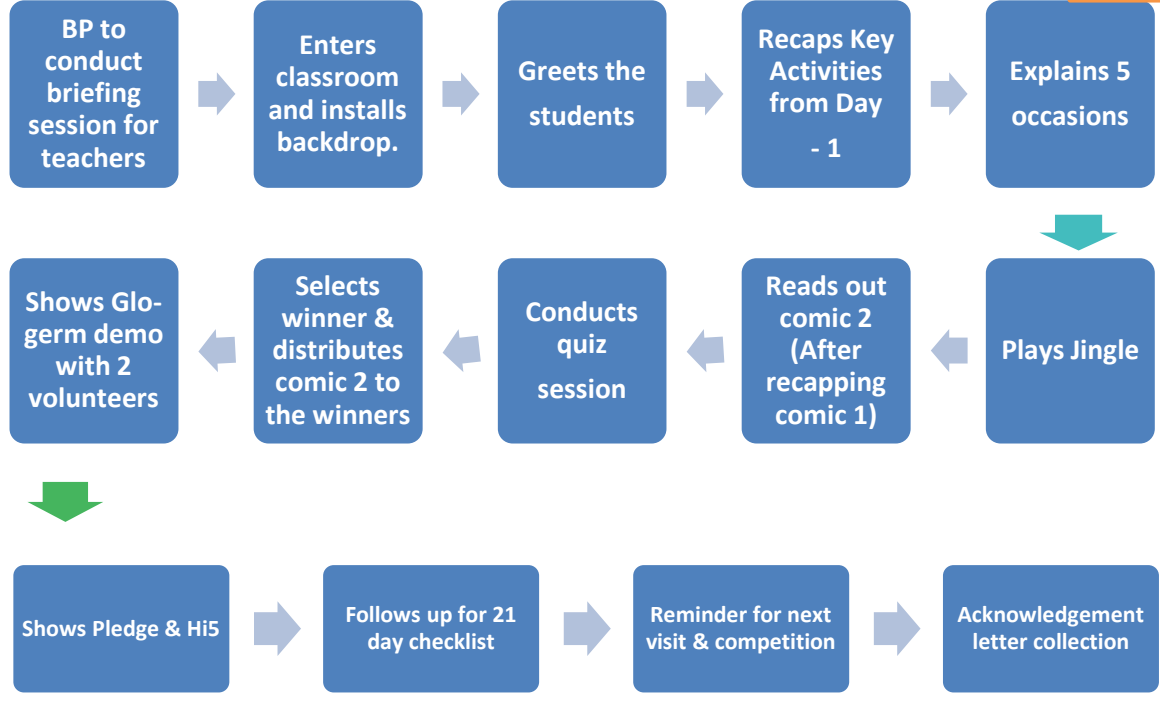 BP to
conduct
briefing
session for
teachers
Enters
classroom
and installs
backdrop.
Greets the
students
Recaps Key
Activities
from Day
- 1
Explains 5
occasions
Plays Jingle
Reads out
comic 2
(After
recapping
comic 1)
Conducts
quiz
session
Selects
winner &
distributes
comic 2 to
the winners
Shows Glo-
germ demo
with 2
volunteers
Shows Pledge & Hi5
Follows up for 21
day checklist
Reminder for next
visit & competition
Acknowledgement
letter collection